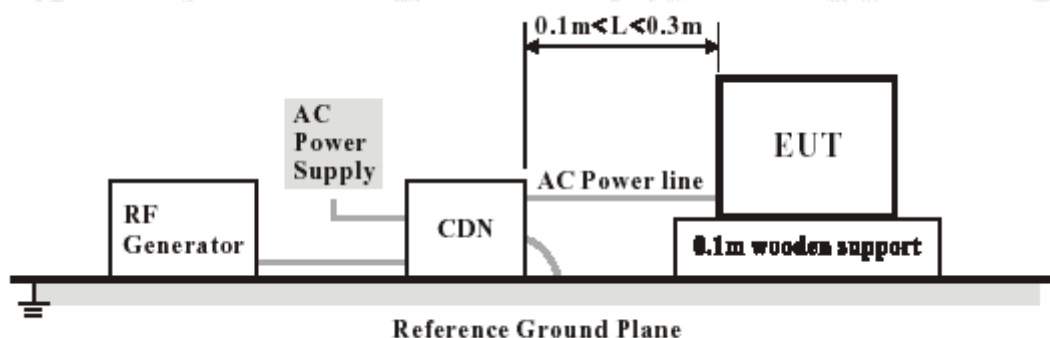 0.1m<L<0.3m
AC
Power
Supply
EUT
AC Power line
RF
Generator
CDN
0.1m wooden support
Reference Ground Plane